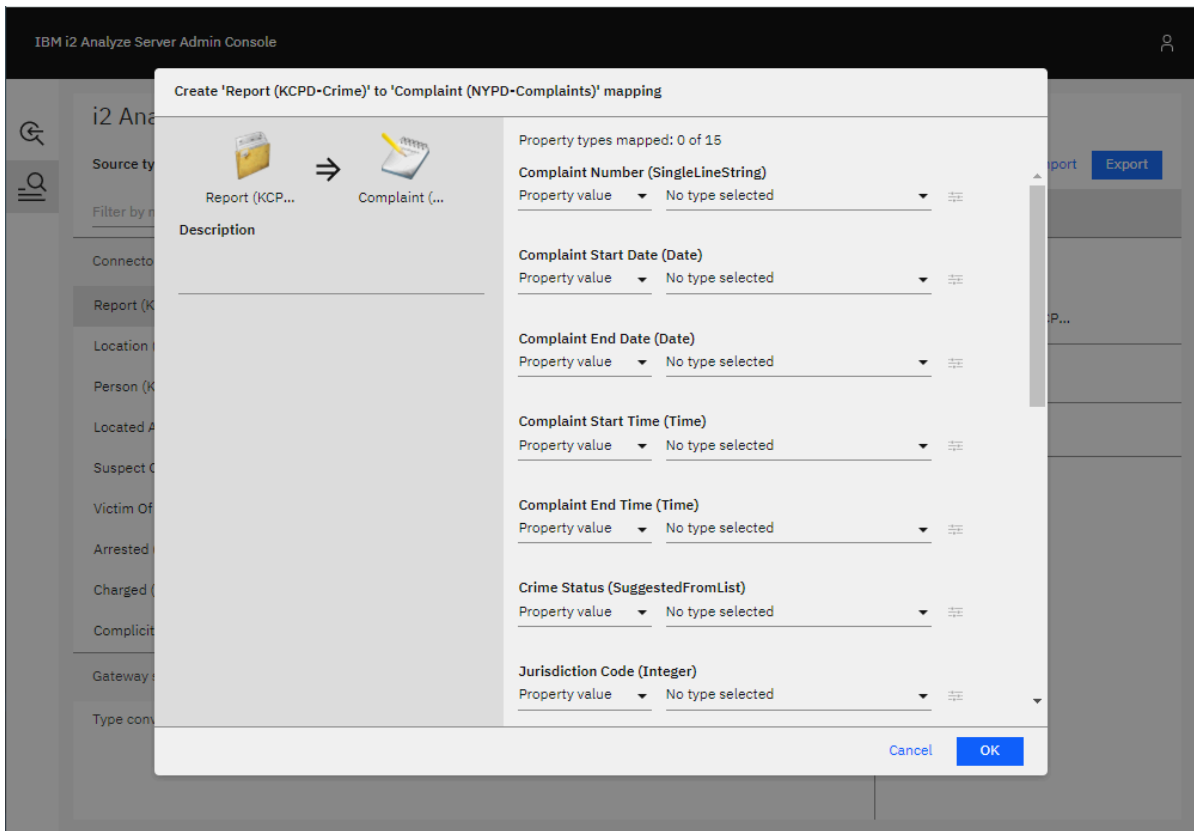 IBM i2 Analyze Server Admin Console
Create 'Report (KCPD-Crime)' to 'Complaint (NYPD-Complaints)' mapping
i2 Ana
Source ty
Filter by n
Connecto
Report (K
Location
Person (K
Located A
Suspect O
Victim Of
Arrested
Charged (
Complicit
Gateway s
Type conv
Report (KCP...
Complaint (...
Description
Property types mapped: 0 of 15
Complaint Number (SingleLineString)
Property value No type selected
Complaint Start Date (Date)
Property value No type selected
Complaint End Date (Date)
Property value No type selected
Complaint Start Time (Time)
Property value No type selected
Complaint End Time (Time)
Property value No type selected
Crime Status (SuggestedFromList)
Property value No type selected
Jurisdiction Code (Integer)
Property value No type selected
Cancel OK
port Export
P...